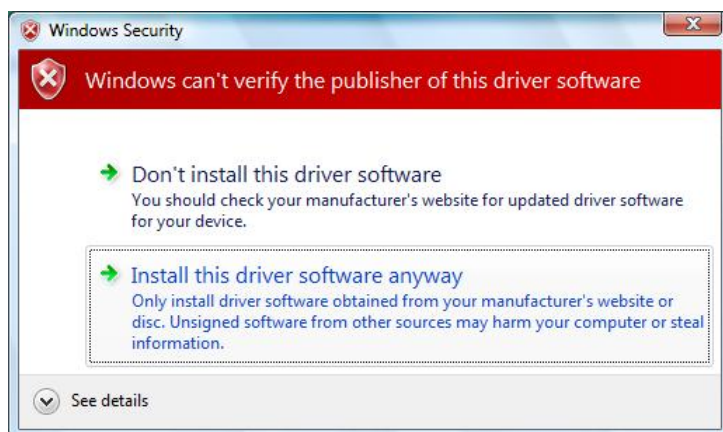 Windows Security
Windows can't verify the publisher of this driver software
Don't install this driver software
You should check your manufacturer's website for updated driver software
for your device.
Install this driver software anyway
Only install driver software obtained from your manufacturer's website or
disc. Unsigned software from other sources may harm your computer or steal
information.
See details